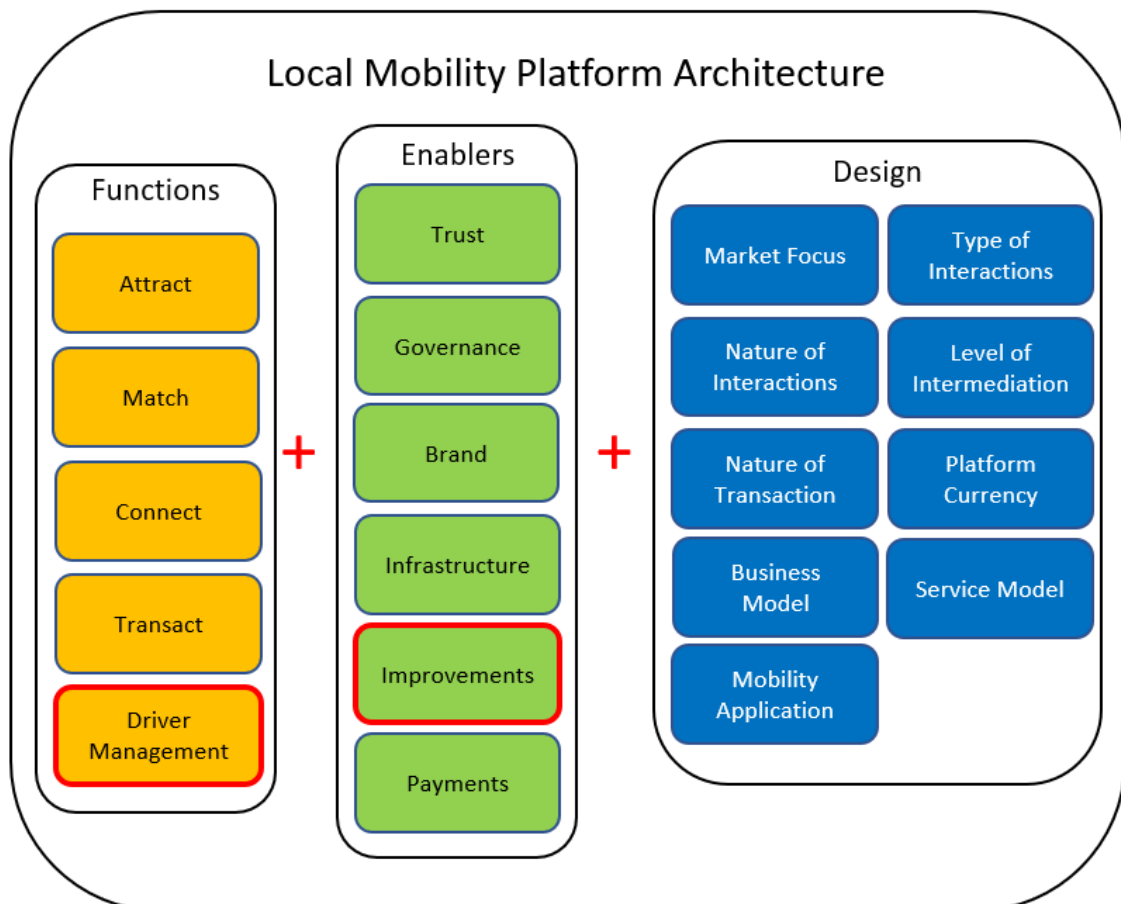 Local Mobility Platform Architecture
Functions
Attract
Match
Connect
Transact
Driver
Management
+
Enablers
Trust
Governance
Brand
Infrastructure
Improvements
Payments
+
Design
Market Focus
Type of
Interactions
Nature of
Interactions
Level of
Intermediation
Nature of
Transaction
Platform
Currency
Business
Model
Service Model
Mobility
Application